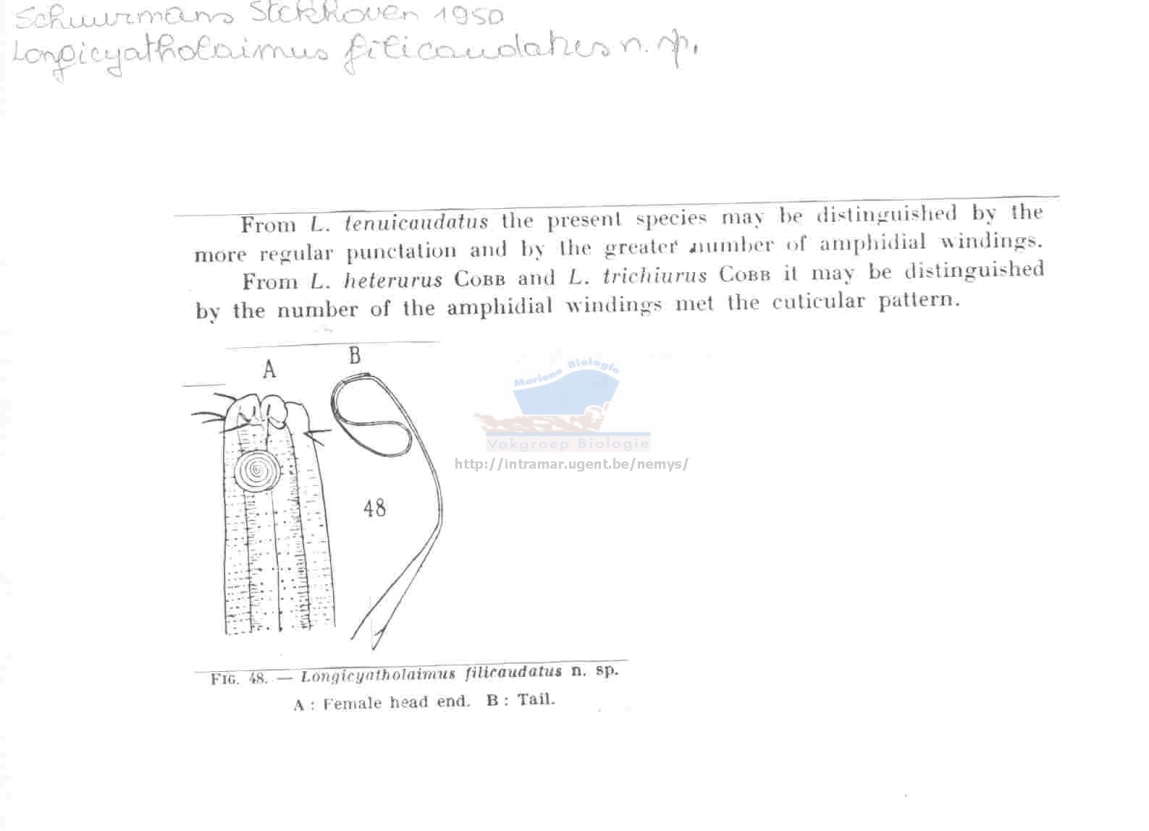 Schuurmans Stekhoven 1950
Longicyatholaimus filicaudatus n. sp.
From L. tenuicaudatus the present species may be distinguished by the
more regular punctation and by the greater number of amphidial windings.
From L. heterurus COBB and L. trichiurus COBB it may be distinguished
by the number of the amphidial windings met the cuticular pattern.
A
B
Mariene Biologie
Vakgroep Biologie
http://intramar.ugent.be/nemys/
48
FIG. 48. — Longicyatholaimus filicaudatus n. sp.
A : Female head end. B : Tail.